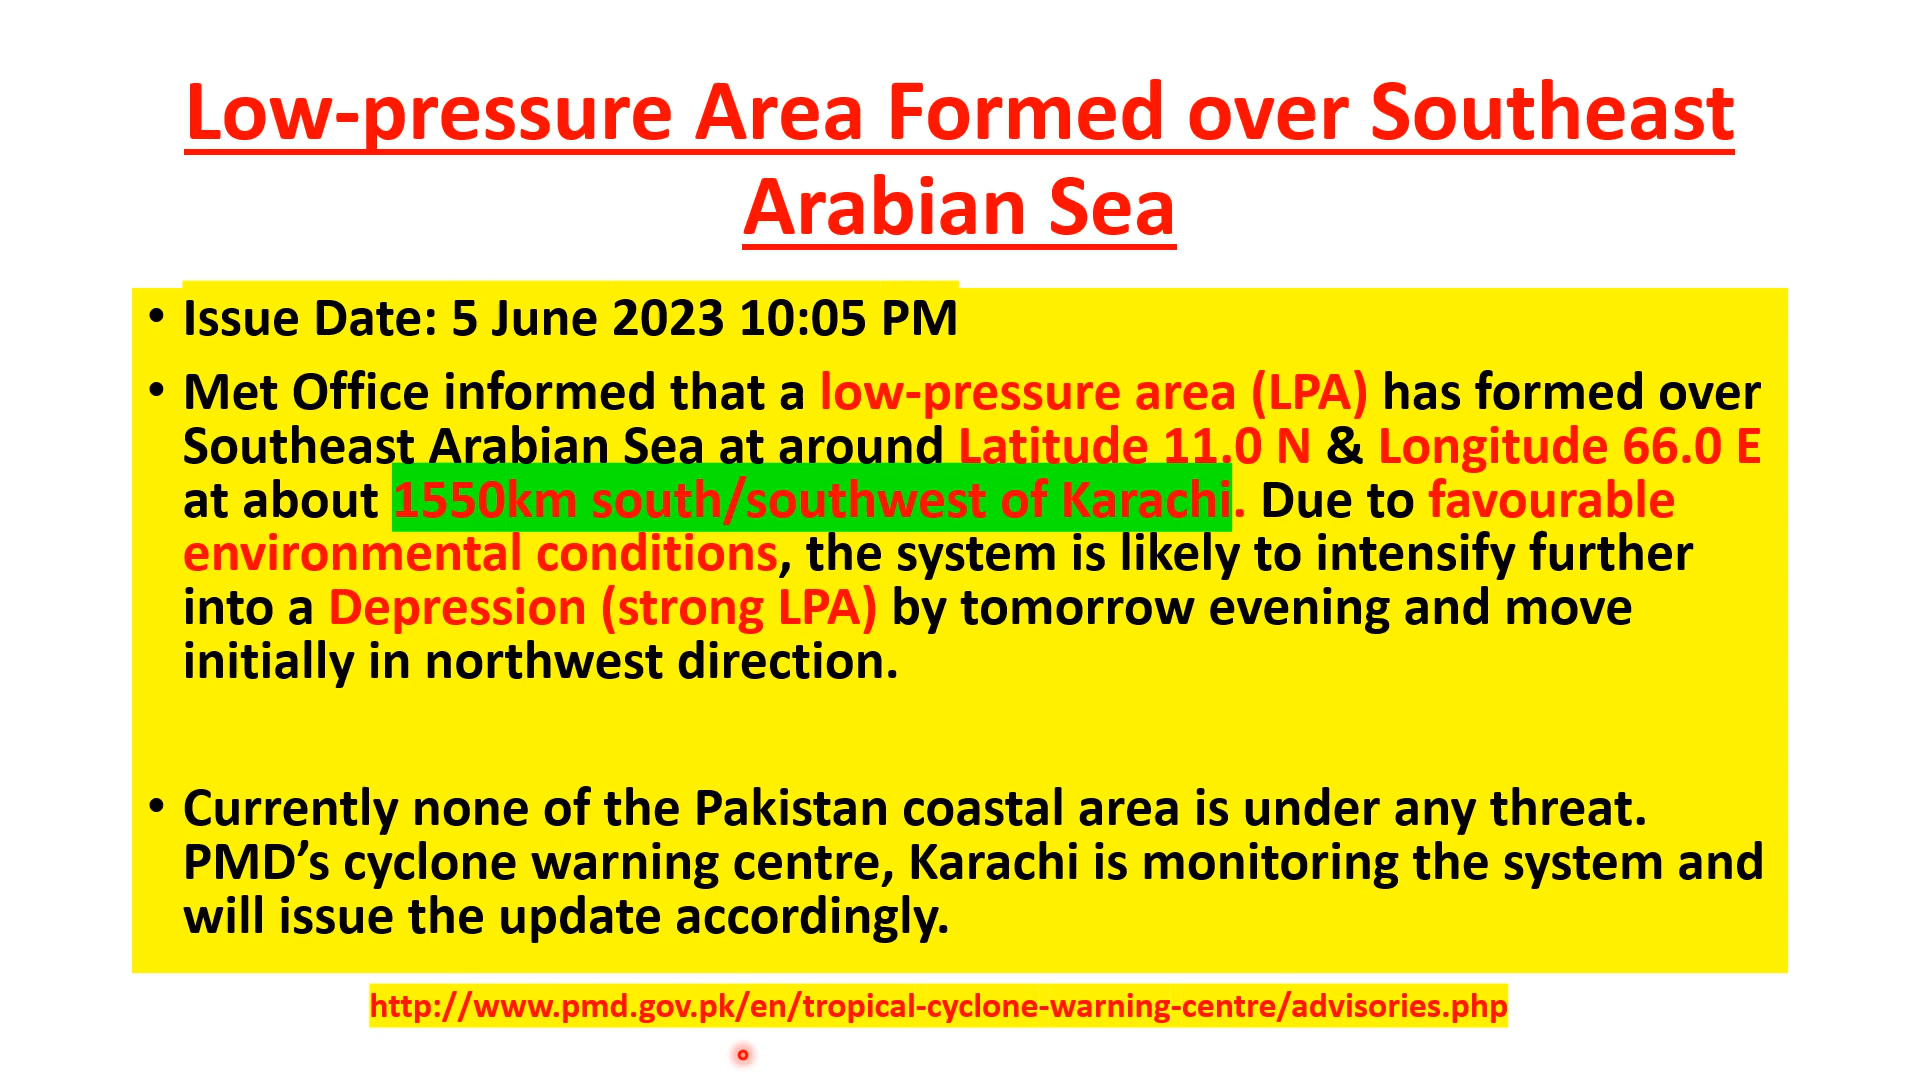 Low-pressure Area Formed over Southeast
Arabian Sea
• Issue Date: 5 June 2023 10:05 PM
• Met Office informed that a low-pressure area (LPA) has formed over
Southeast Arabian Sea at around Latitude 11.0 N & Longitude 66.0 E
at about 1550km south/southwest of Karachi. Due to favourable
environmental conditions, the system is likely to intensify further
into a Depression (strong LPA) by tomorrow evening and move
initially in northwest direction.
• Currently none of the Pakistan coastal area is under any threat.
PMD’s cyclone warning centre, Karachi is monitoring the system and
will issue the update accordingly.
http://www.pmd.gov.pk/en/tropical-cyclone-warning-centre/advisories.php